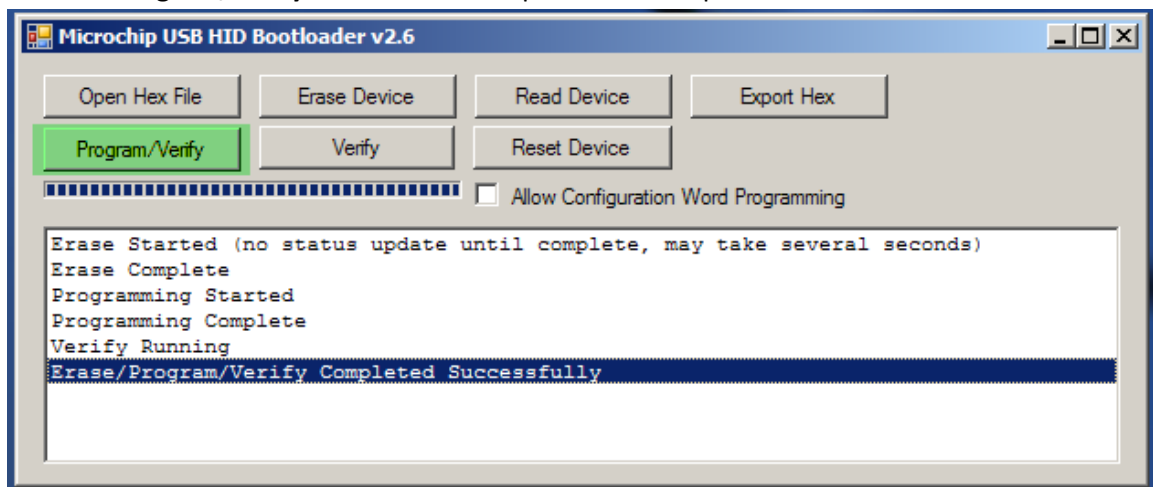 Microchip USB HID Bootloader v2.6
Open Hex File Erase Device Read Device Export Hex
Program/Verify Verify Reset Device
Allow Configuration Word Programming
Erase Started (no status update until complete, may take several seconds)
Erase Complete
Programming Started
Programming Complete
Verify Running
Erase/Program/Verify Completed Successfully